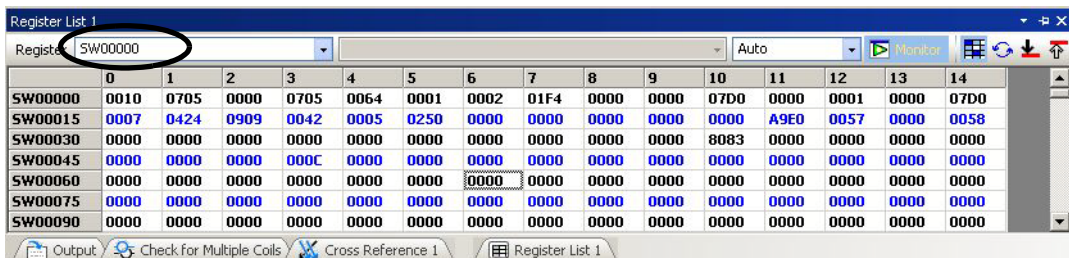 Register List 1
Register SW00000 Auto Monitor
0 1 2 3 4 5 6 7 8 9 10 11 12 13 14
SW00000 0010 0705 0000 0705 0064 0001 0002 01F4 0000 0000 07D0 0000 0001 0000 07D0
SW00015 0007 0424 0909 0042 0005 0250 0000 0000 0000 0000 0000 A9E0 0057 0000 0058
SW00030 0000 0000 0000 0000 0000 0000 0000 0000 0000 0000 8083 0000 0000 0000 0000
SW00045 0000 0000 0000 000C 0000 0000 0000 0000 0000 0000 0000 0000 0000 0000 0000
SW00060 0000 0000 0000 0000 0000 0000 0000 0000 0000 0000 0000 0000 0000 0000 0000
SW00075 0000 0000 0000 0000 0000 0000 0000 0000 0000 0000 0000 0000 0000 0000 0000
SW00090 0000 0000 0000 0000 0000 0000 0000 0000 0000 0000 0000 0000 0000 0000 0000
Output Check for Multiple Coils Cross Reference 1 Register List 1